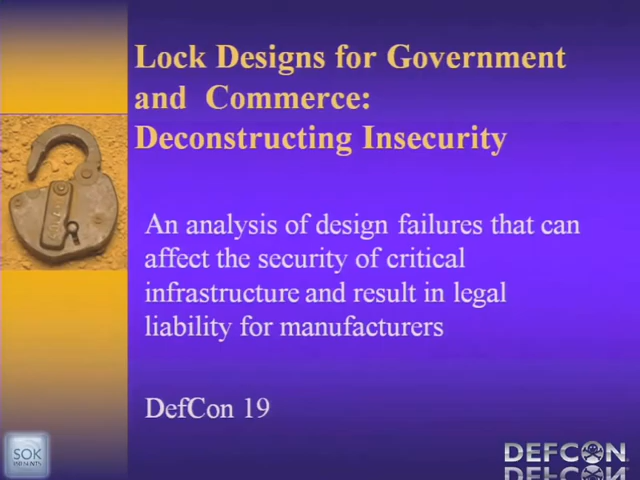 Lock Designs for Government
and Commerce:
Deconstructing Insecurity
An analysis of design failures that can
affect the security of critical
infrastructure and result in legal
liability for manufacturers
DefCon 19
SOK
PRESENTS
DEFCON